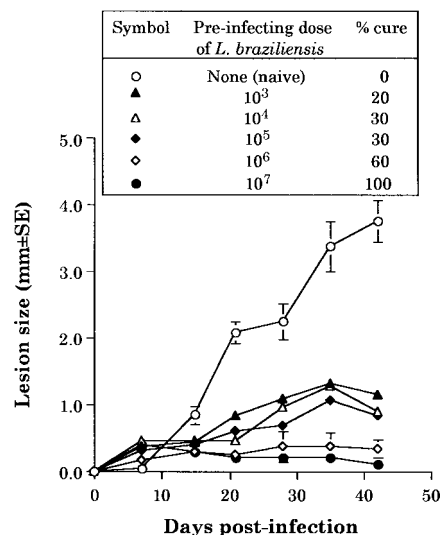 Symbol Pre-infecting dose % cure
of L. braziliensis
None (naive) 0
10³ 20
10⁴ 30
10⁵ 30
10⁶ 60
10⁷ 100
5.0
4.0
3.0
2.0
1.0
0.0
Lesion size (mm±SE)
0 10 20 30 40 50
Days post-infection